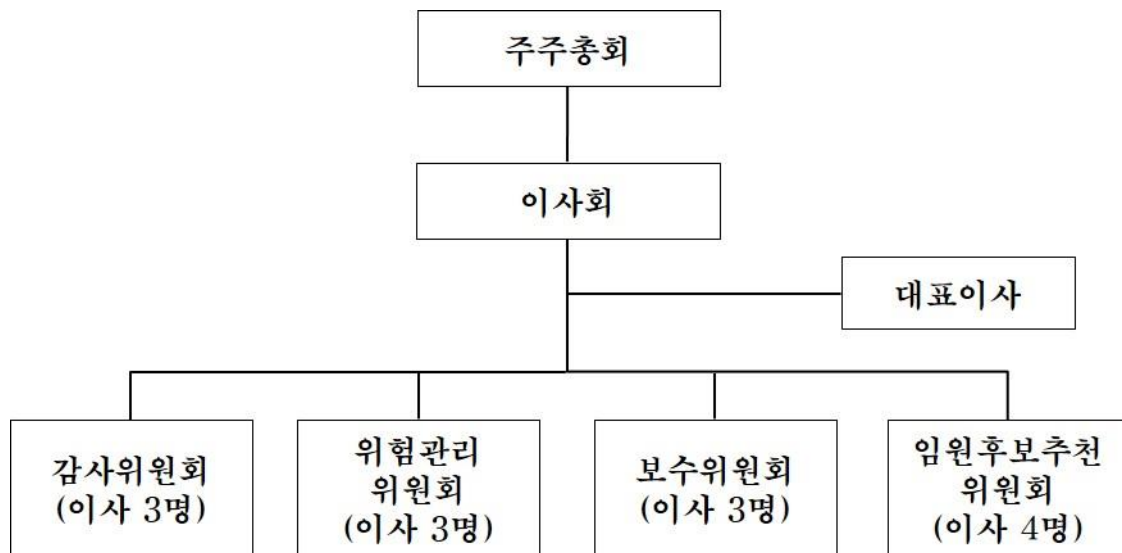 주주총회
이사회
대표이사
감사위원회
(이사 3명)
위험관리
위원회
(이사 3명)
보수위원회
(이사 3명)
임원후보추천
위원회
(이사 4명)